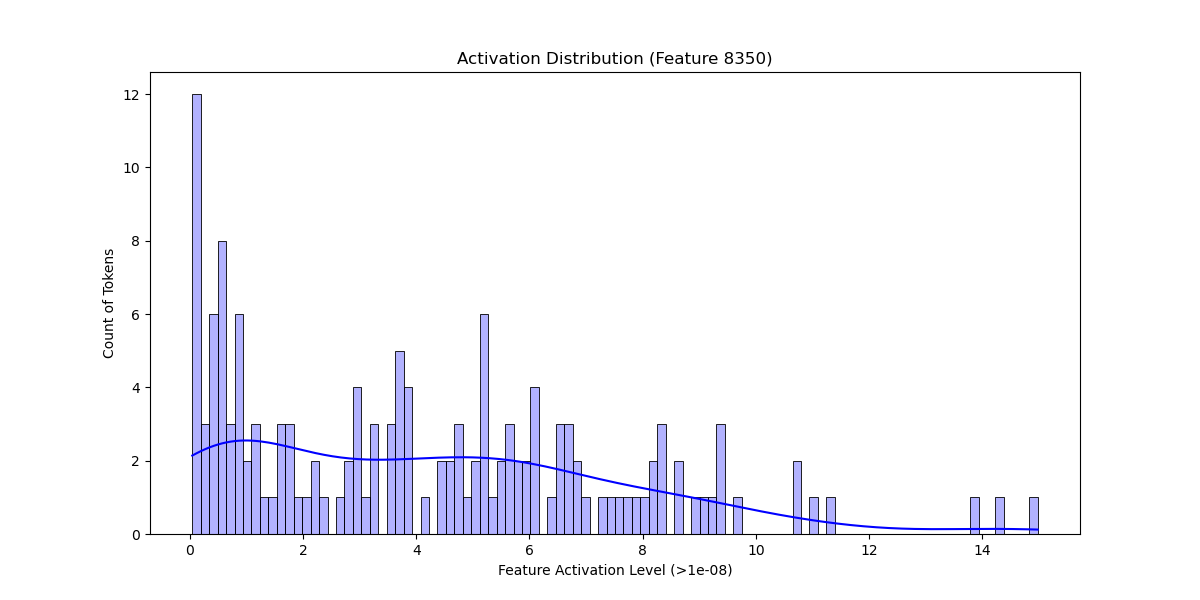 Activation Distribution (Feature 8350)
12
10
8
6
4
2
0
Count of Tokens
0 2 4 6 8 10 12 14
Feature Activation Level (>1e-08)